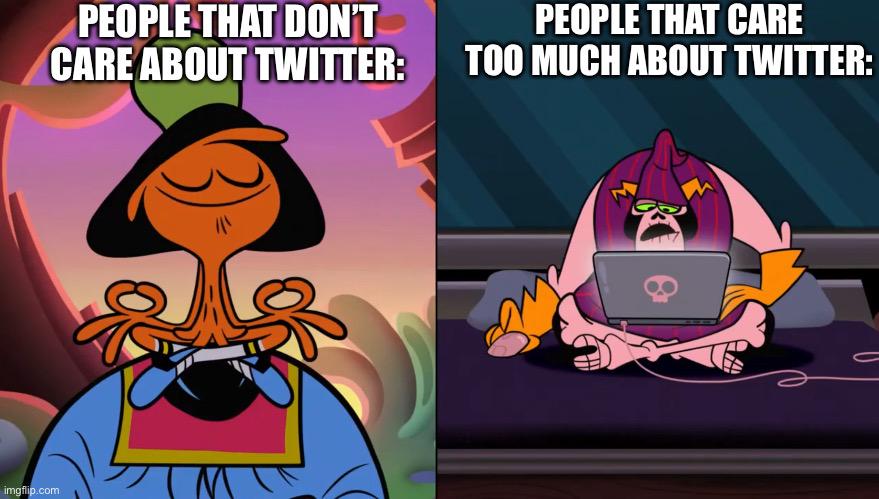 PEOPLE THAT DON'T
CARE ABOUT TWITTER:
PEOPLE THAT CARE
TOO MUCH ABOUT TWITTER:
imgflip.com